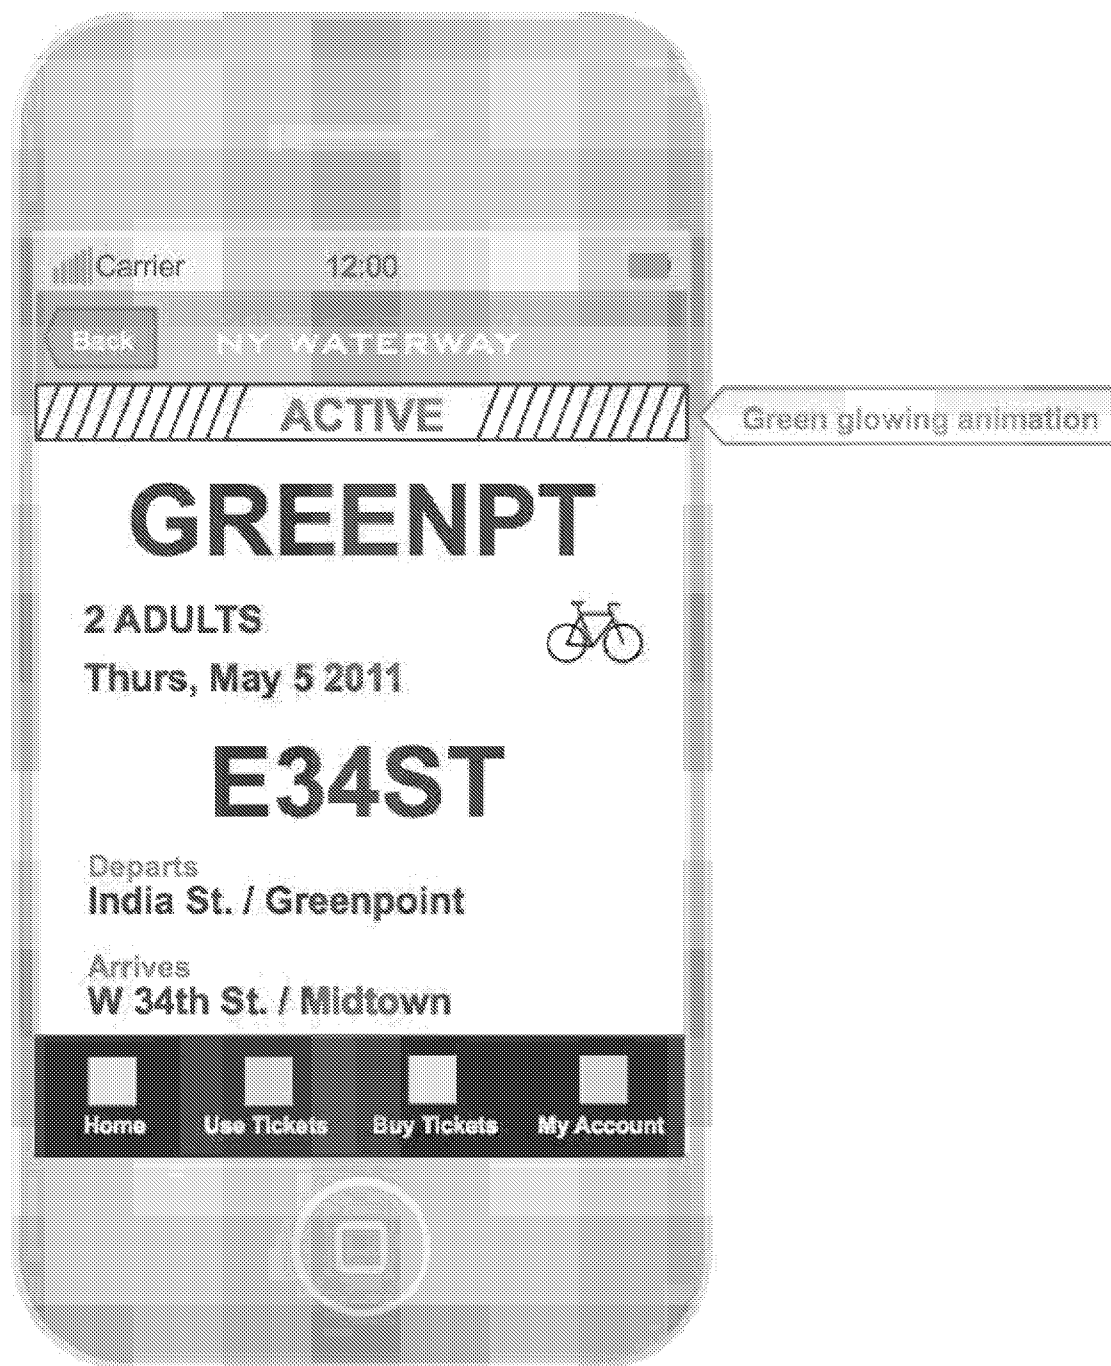 Carrier 12:00
Back NY WATERWAY
ACTIVE
Green glowing animation
GREENPT
2 ADULTS
Thurs, May 5 2011
E34ST
Departs
India St. / Greenpoint
Arrives
W 34th St. / Midtown
Home Use Tickets Buy Tickets My Account